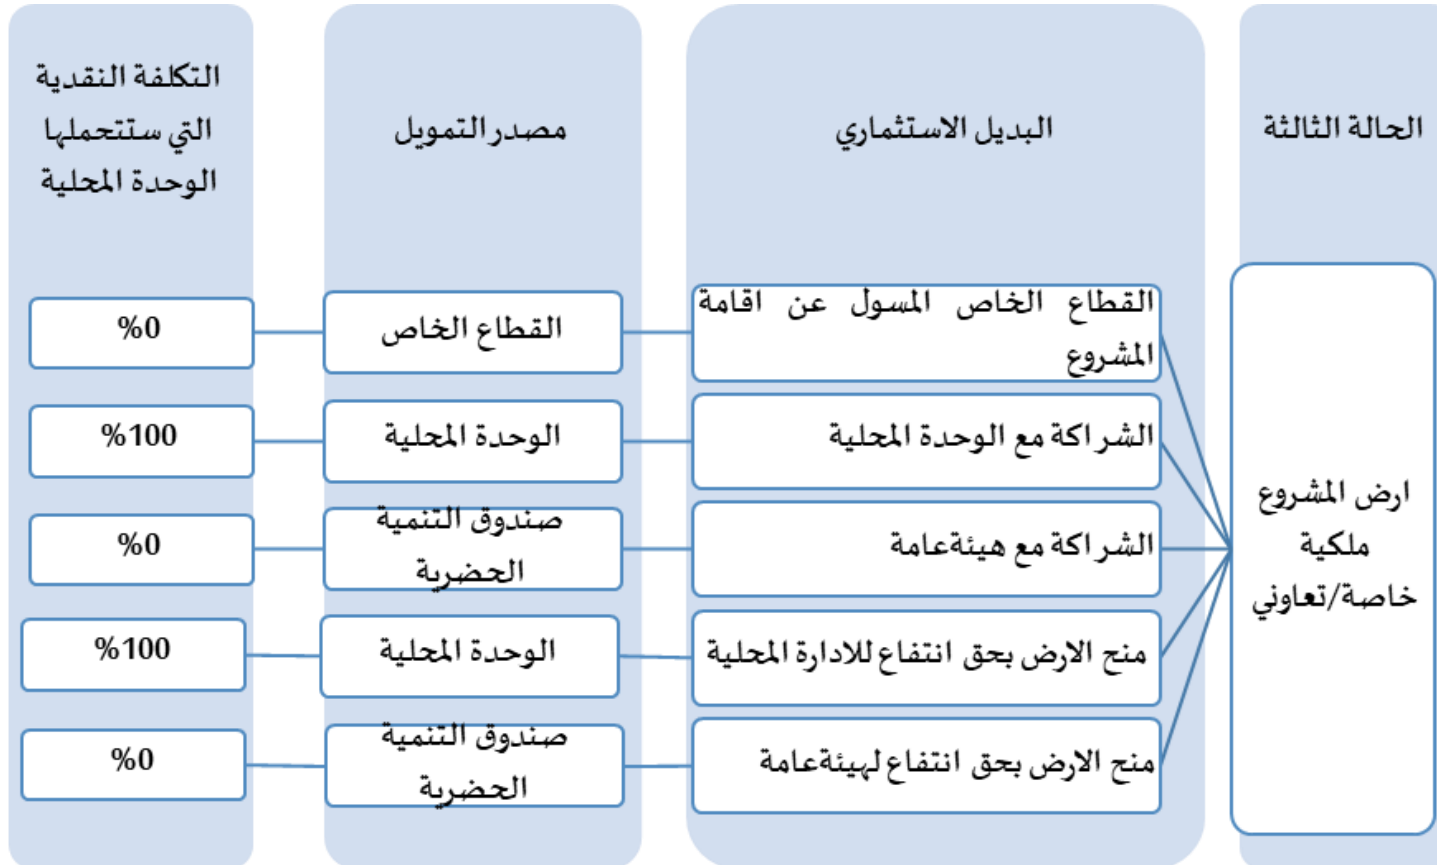 الحالة الثالثة
البديل الاستثماري
مصدر التمويل
التكلفة النقدية
التي ستتحملها
الوحدة المحلية
ارض المشروع
ملكية
خاصة/تعاوني
القطاع الخاص المسول عن اقامة
المشروع
القطاع الخاص
%0
الشراكة مع الوحدة المحلية
الوحدة المحلية
%100
الشراكة مع هيئةعامة
صندوق التنمية
الحضرية
%0
منح الارض بحق انتفاع للادارة المحلية
الوحدة المحلية
%100
منح الارض بحق انتفاع لهيئةعامة
صندوق التنمية
الحضرية
%0